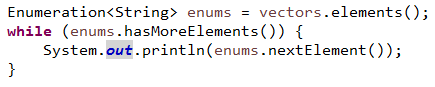 Enumeration<String> enums = vectors.elements();
while (enums.hasMoreElements()) {
    System.out.println(enums.nextElement());
}